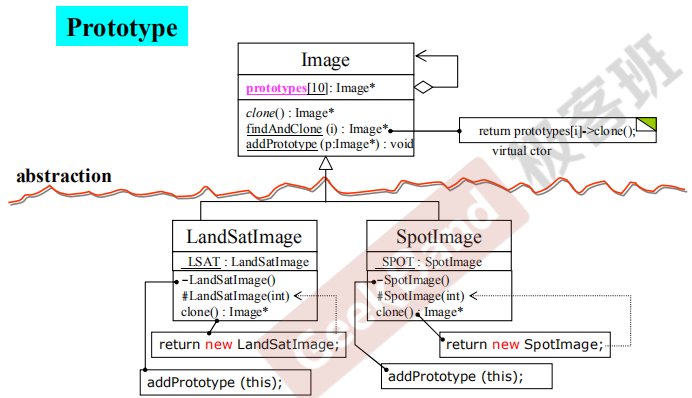 Prototype
Image
prototypes[10]: Image*
clone() : Image*
findAndClone (i) : Image*
addPrototype (p:Image*) : void
return prototypes[i]->clone();
virtual ctor
abstraction
LandSatImage
_LSAT : LandSatImage
-LandSatImage()
#LandSatImage(int)
clone() : Image*
SpotImage
_SPOT : SpotImage
-SpotImage()
#SpotImage(int)
clone() : Image*
return new LandSatImage;
return new SpotImage;
addPrototype (this);
addPrototype (this);
GeekBand 极客班